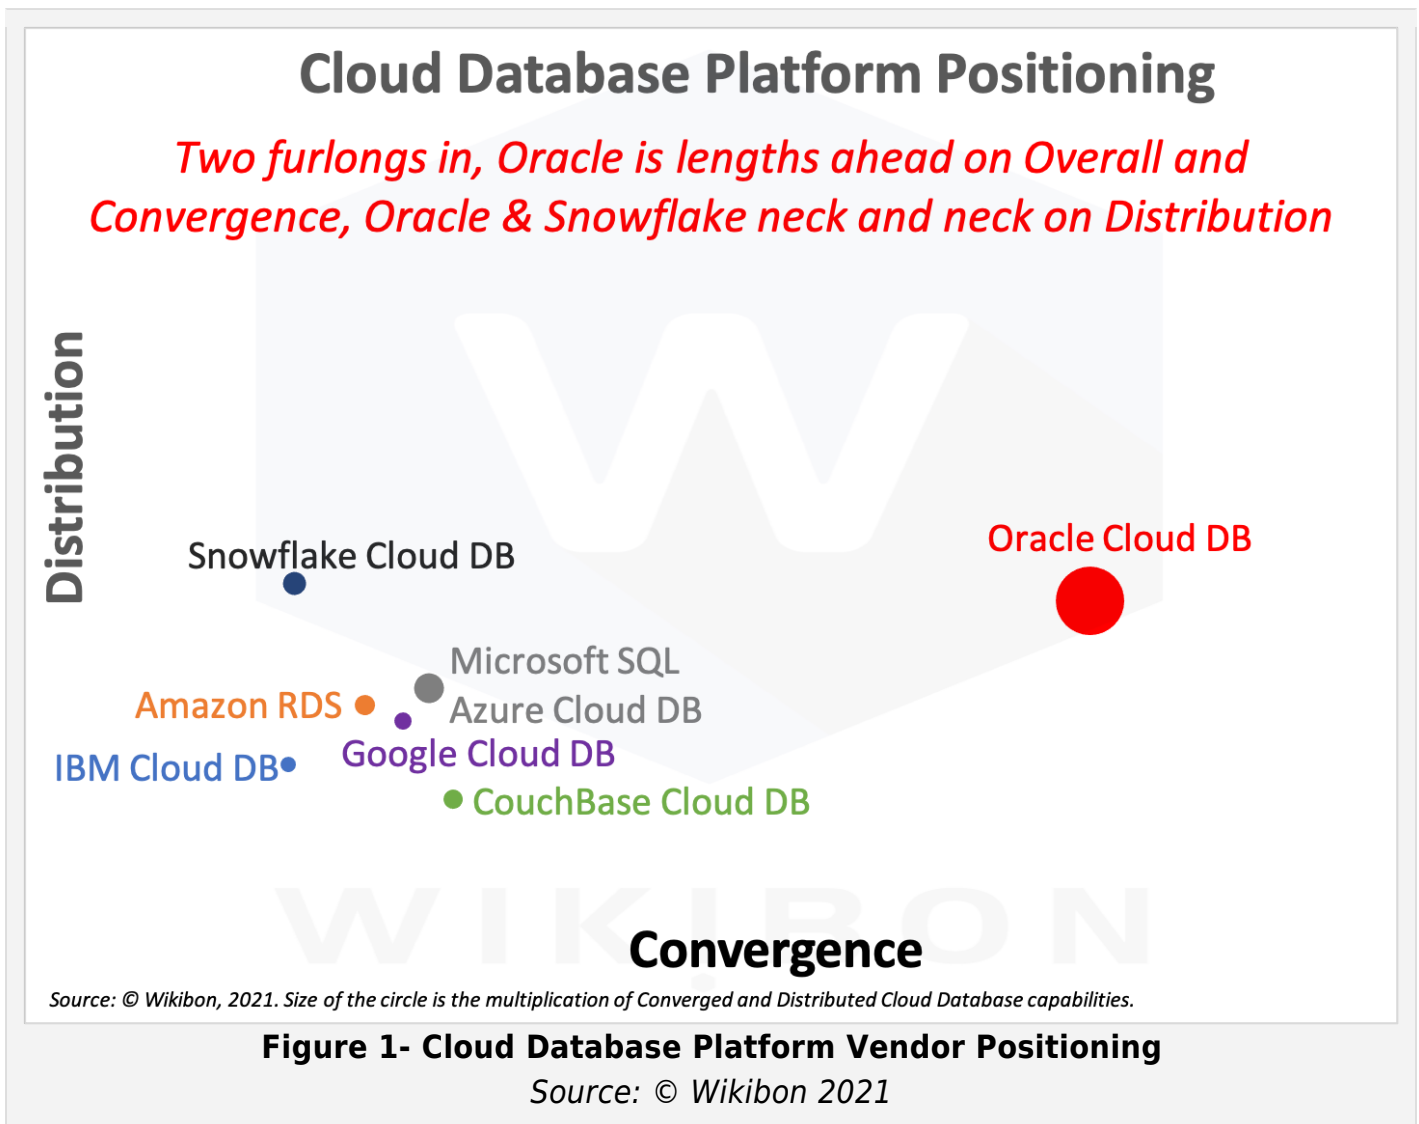 Cloud Database Platform Positioning
Two furlongs in, Oracle is lengths ahead on Overall and
Convergence, Oracle & Snowflake neck and neck on Distribution
Distribution
Snowflake Cloud DB
Oracle Cloud DB
Microsoft SQL
Azure Cloud DB
Amazon RDS
Google Cloud DB
IBM Cloud DB
CouchBase Cloud DB
W
WIKIBON
Convergence
Source: © Wikibon, 2021. Size of the circle is the multiplication of Converged and Distributed Cloud Database capabilities.
Figure 1- Cloud Database Platform Vendor Positioning
Source: © Wikibon 2021